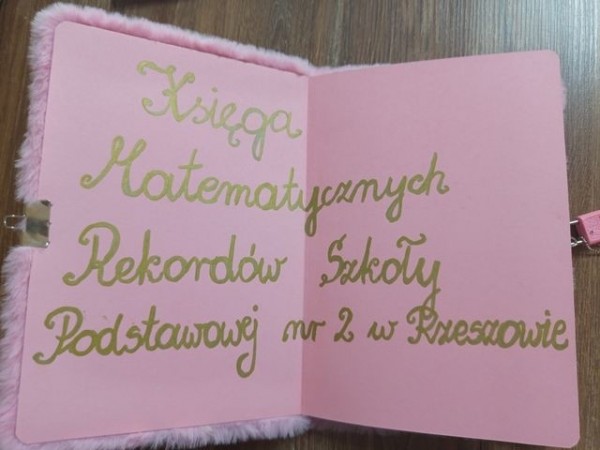 Księga
Matematycznych
Rekordów Szkoły
Podstawowej nr 2 w Rzeszowie